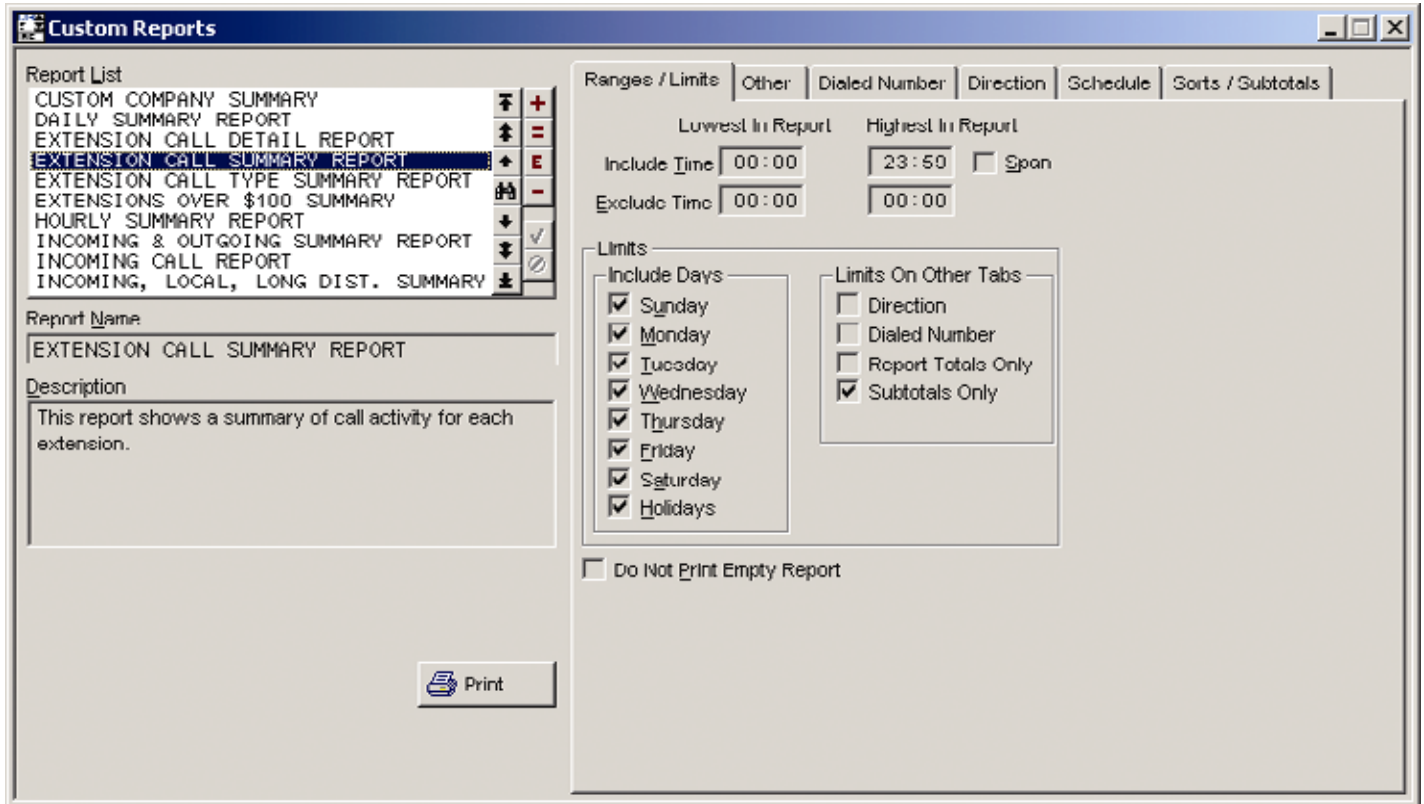 Custom Reports
Report List
CUSTOM COMPANY SUMMARY
DAILY SUMMARY REPORT
EXTENSION CALL DETAIL REPORT
EXTENSION CALL SUMMARY REPORT
EXTENSION CALL TYPE SUMMARY REPORT
EXTENSIONS OVER $100 SUMMARY
HOURLY SUMMARY REPORT
INCOMING & OUTGOING SUMMARY REPORT
INCOMING CALL REPORT
INCOMING, LOCAL, LONG DIST. SUMMARY
E
Report Name
EXTENSION CALL SUMMARY REPORT
Description
This report shows a summary of call activity for each
extension.
Print
Ranges / Limits Other Dialed Number Direction Schedule Sorts / Subtotals
Lowest In Report Highest In Report
Include Time 00:00 23:59 Span
Exclude Time 00:00 00:00
Limits
Include Days
Sunday
Monday
Tuesday
Wednesday
Thursday
Friday
Saturday
Holidays
Limits On Other Tabs
Direction
Dialed Number
Report Totals Only
Subtotals Only
Do Not Print Empty Report